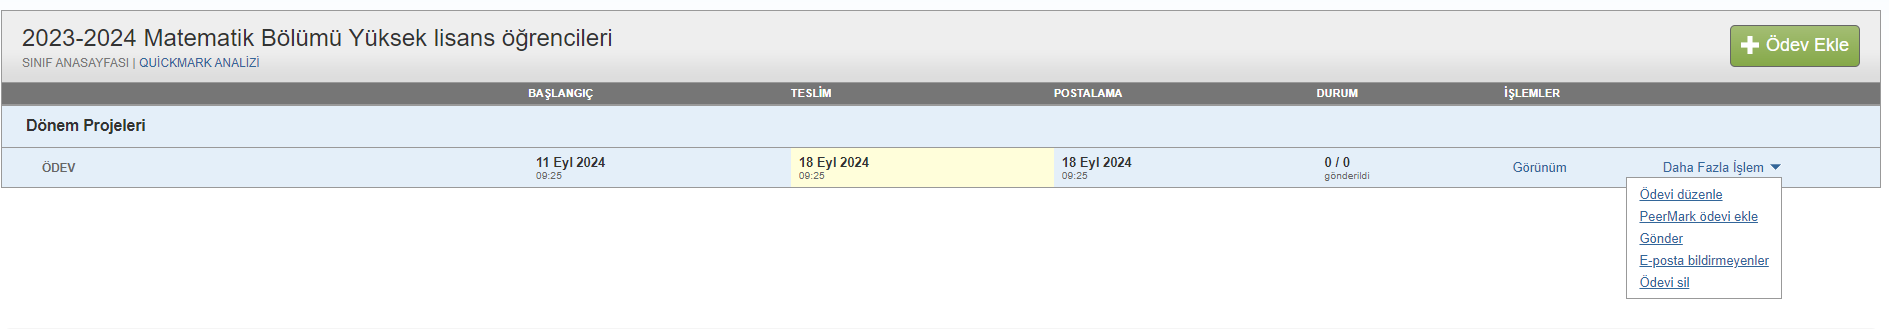 2023-2024 Matematik Bölümü Yüksek lisans öğrencileri
+ Ödev Ekle
SINIF ANASAYFASI | QUİCKMARK ANALİZİ
BAŞLANGIÇ TESLİM POSTALAMA DURUM İŞLEMLER
Dönem Projeleri
ÖDEV 11 Eyl 2024 18 Eyl 2024 18 Eyl 2024 0 / 0 Görünüm Daha Fazla İşlem
09:25 09:25 09:25 gönderildi
Ödevi düzenle
PeerMark ödevi ekle
Gönder
E-posta bildirmeyenler
Ödevi sil